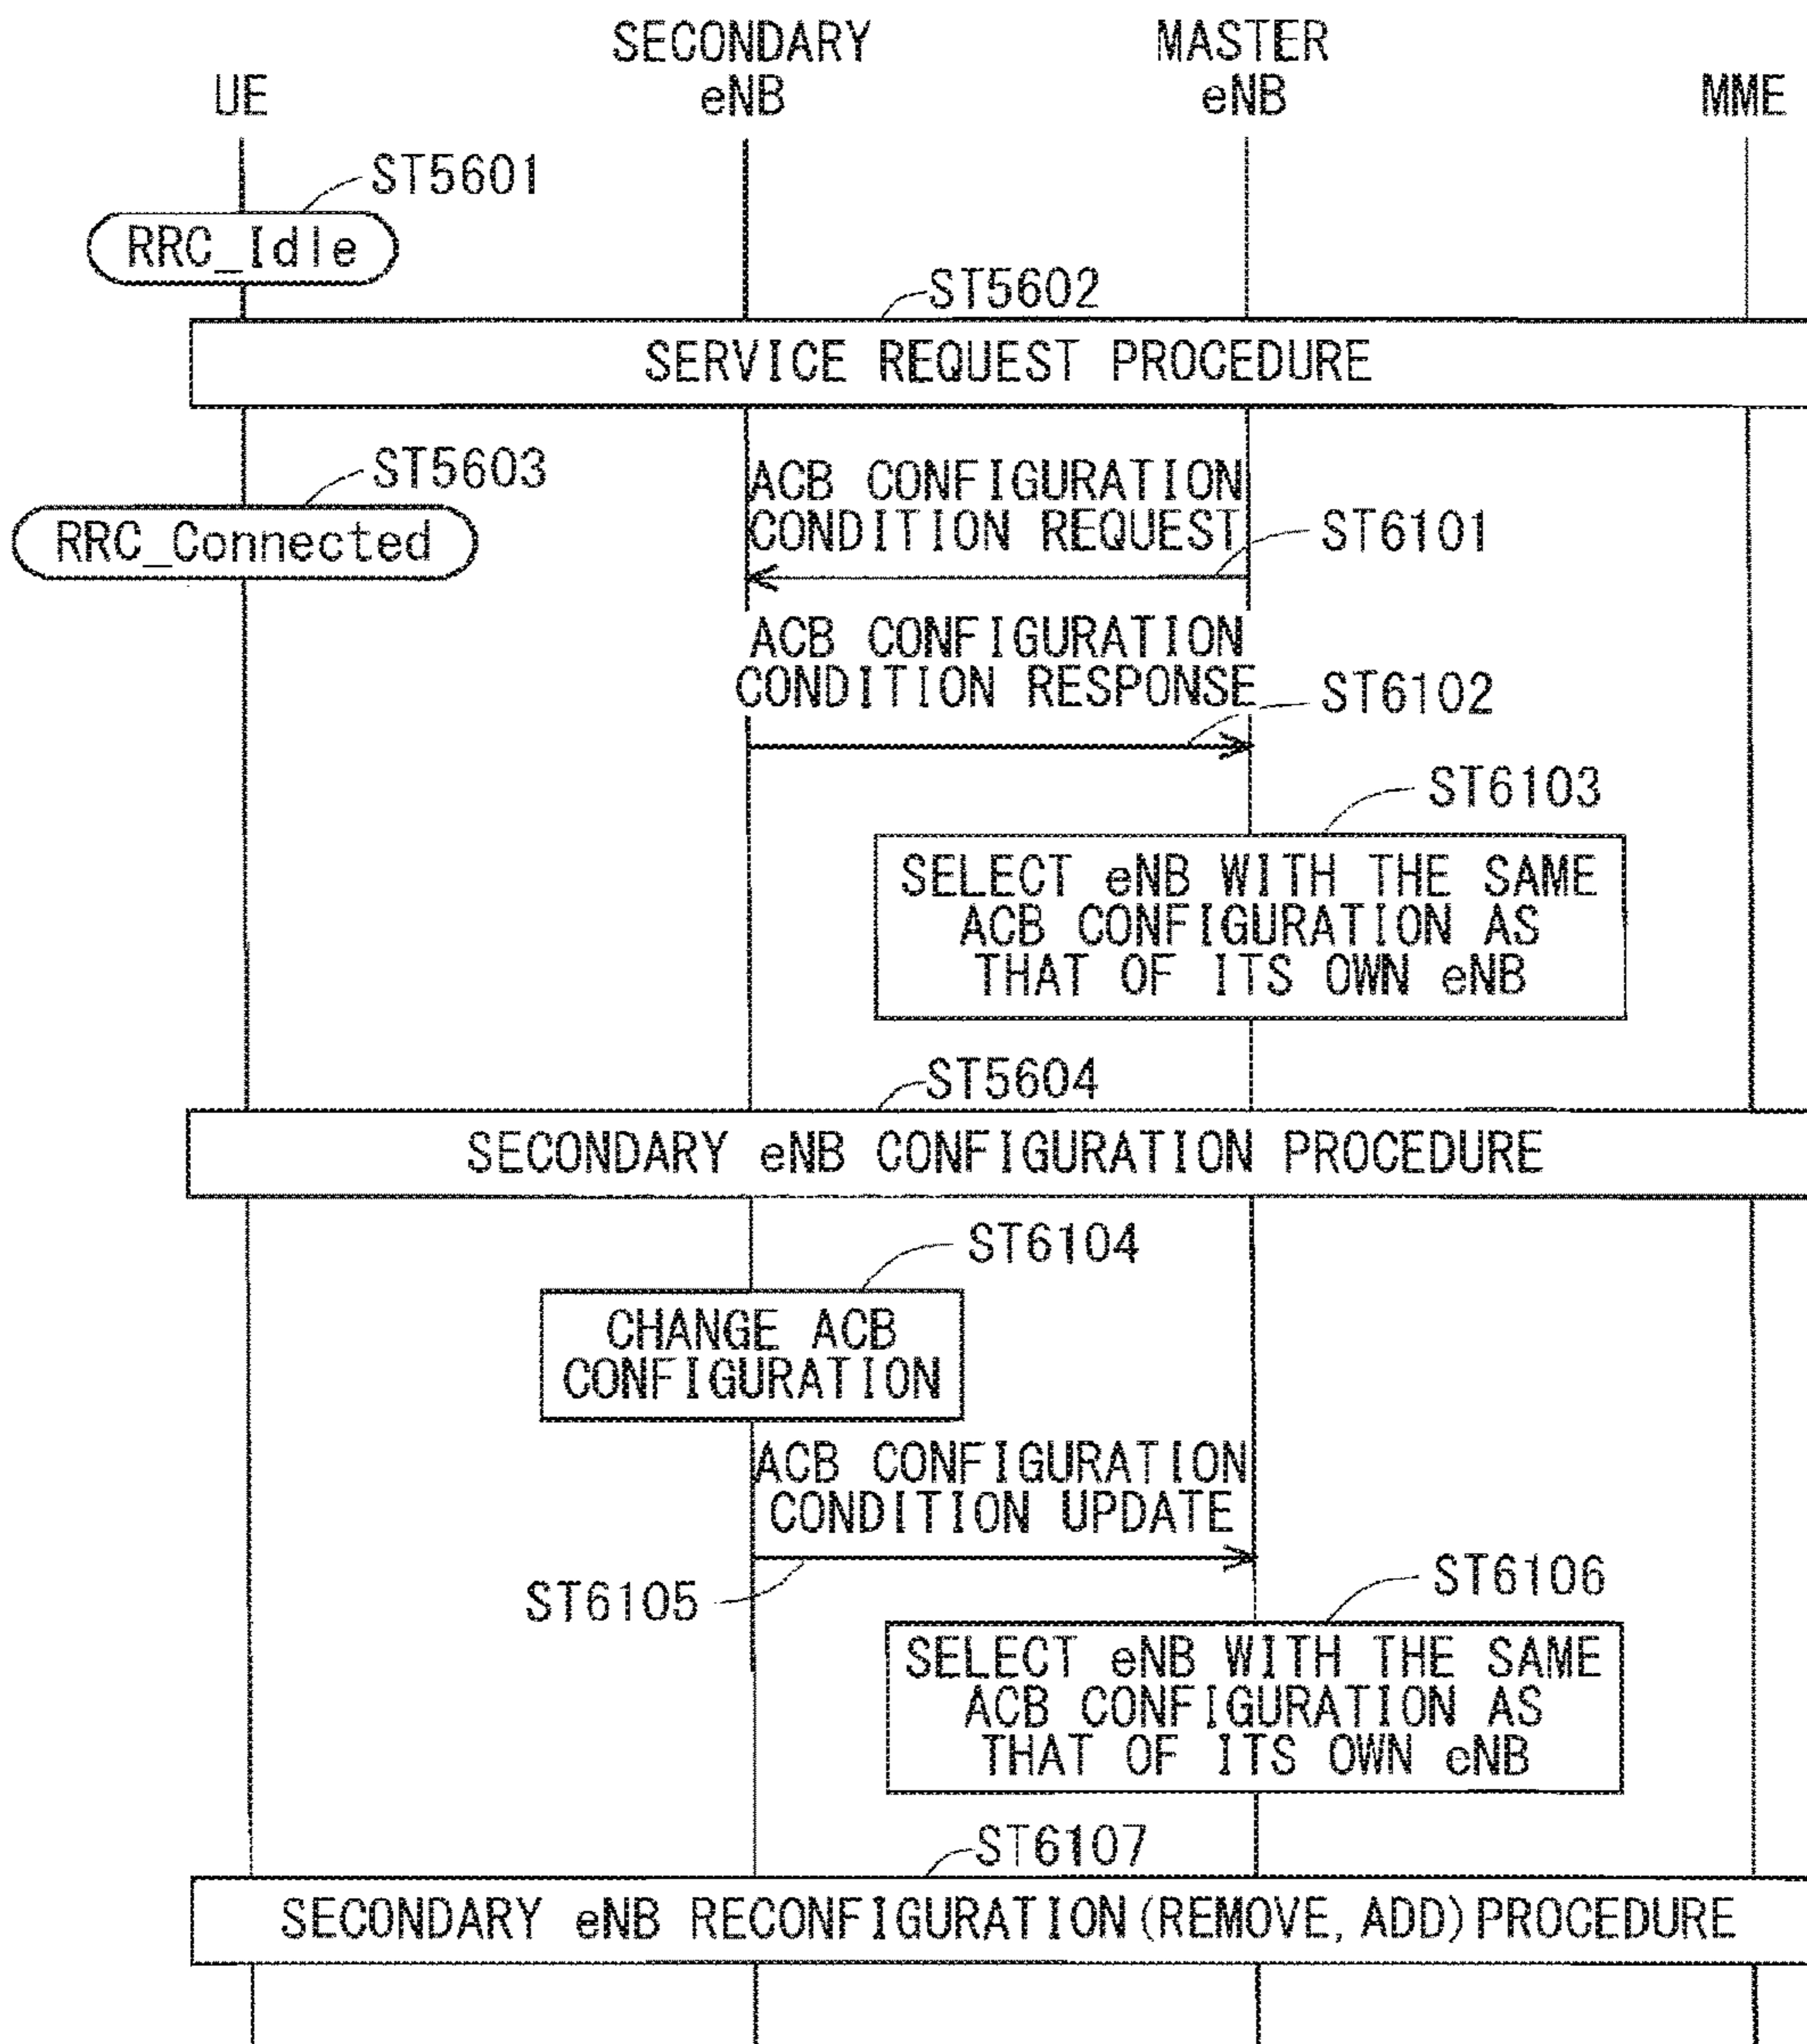 SECONDARY
MASTER
UE
eNB
eNB
MME
ST5601
RRC_Idle
ST5602
SERVICE REQUEST PROCEDURE
ST5603
RRC_Connected
ACB CONFIGURATION
CONDITION REQUEST
ST6101
ACB CONFIGURATION
CONDITION RESPONSE
ST6102
ST6103
SELECT eNB WITH THE SAME
ACB CONFIGURATION AS
THAT OF ITS OWN eNB
ST5604
SECONDARY eNB CONFIGURATION PROCEDURE
ST6104
CHANGE ACB
CONFIGURATION
ACB CONFIGURATION
CONDITION UPDATE
ST6105
ST6106
SELECT eNB WITH THE SAME
ACB CONFIGURATION AS
THAT OF ITS OWN eNB
ST6107
SECONDARY eNB RECONFIGURATION(REMOVE, ADD)PROCEDURE